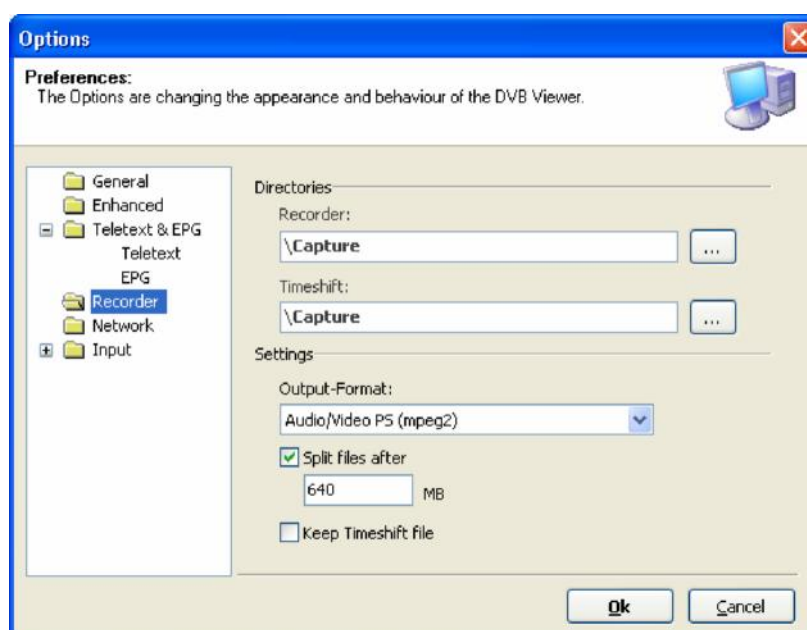 Options
Preferences:
The Options are changing the appearance and behaviour of the DVB Viewer.
General
Enhanced
Teletext & EPG
Teletext
EPG
Recorder
Network
Input
Directories
Recorder:
\Capture
...
Timeshift:
\Capture
...
Settings
Output-Format:
Audio/Video PS (mpeg2)
Split files after
640 MB
Keep Timeshift file
Ok Cancel